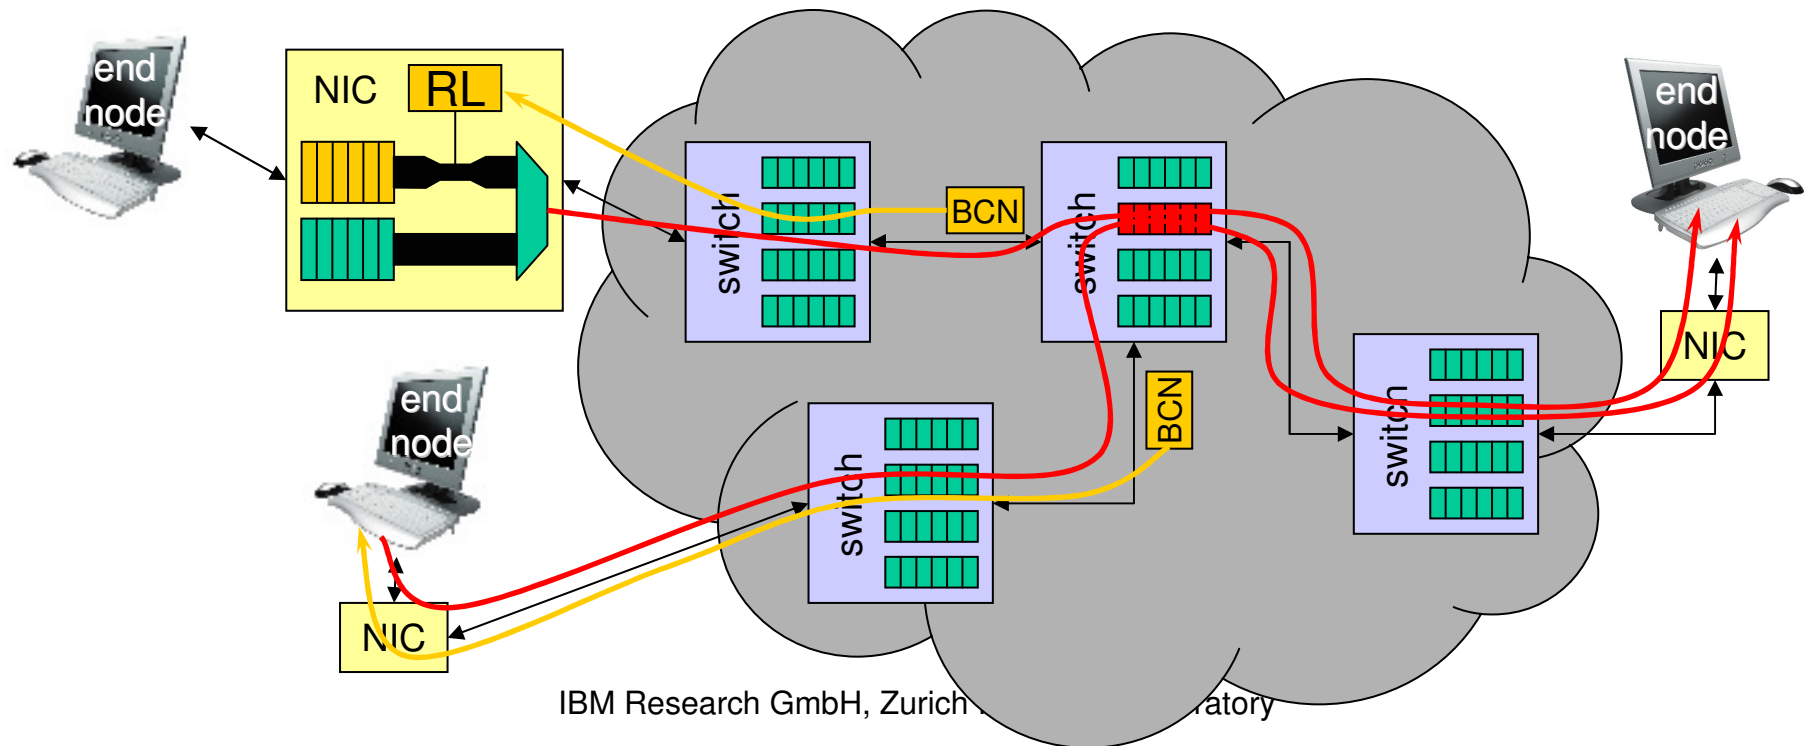 end
node
NIC
RL
switch
BCN
switch
end
node
NIC
end
node
NIC
switch
BCN
switch
IBM Research GmbH, Zurich ratory